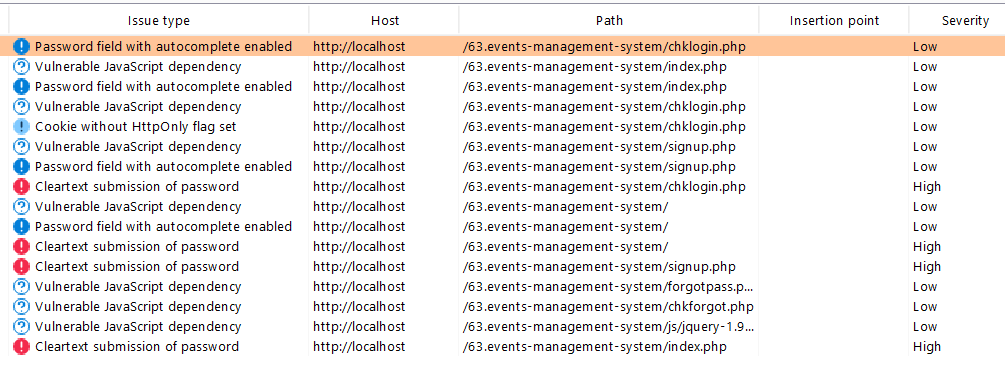 Issue type Host Path Insertion point Severity
Password field with autocomplete enabled http://localhost /63.events-management-system/chklogin.php Low
Vulnerable JavaScript dependency http://localhost /63.events-management-system/index.php Low
Password field with autocomplete enabled http://localhost /63.events-management-system/index.php Low
Vulnerable JavaScript dependency http://localhost /63.events-management-system/chklogin.php Low
Cookie without HttpOnly flag set http://localhost /63.events-management-system/chklogin.php Low
Vulnerable JavaScript dependency http://localhost /63.events-management-system/signup.php Low
Password field with autocomplete enabled http://localhost /63.events-management-system/signup.php Low
Cleartext submission of password http://localhost /63.events-management-system/chklogin.php High
Vulnerable JavaScript dependency http://localhost /63.events-management-system/ Low
Password field with autocomplete enabled http://localhost /63.events-management-system/ Low
Cleartext submission of password http://localhost /63.events-management-system/ High
Cleartext submission of password http://localhost /63.events-management-system/signup.php High
Vulnerable JavaScript dependency http://localhost /63.events-management-system/forgotpass.p... Low
Vulnerable JavaScript dependency http://localhost /63.events-management-system/chkforgot.php Low
Vulnerable JavaScript dependency http://localhost /63.events-management-system/js/jquery-1.9... Low
Cleartext submission of password http://localhost /63.events-management-system/index.php High